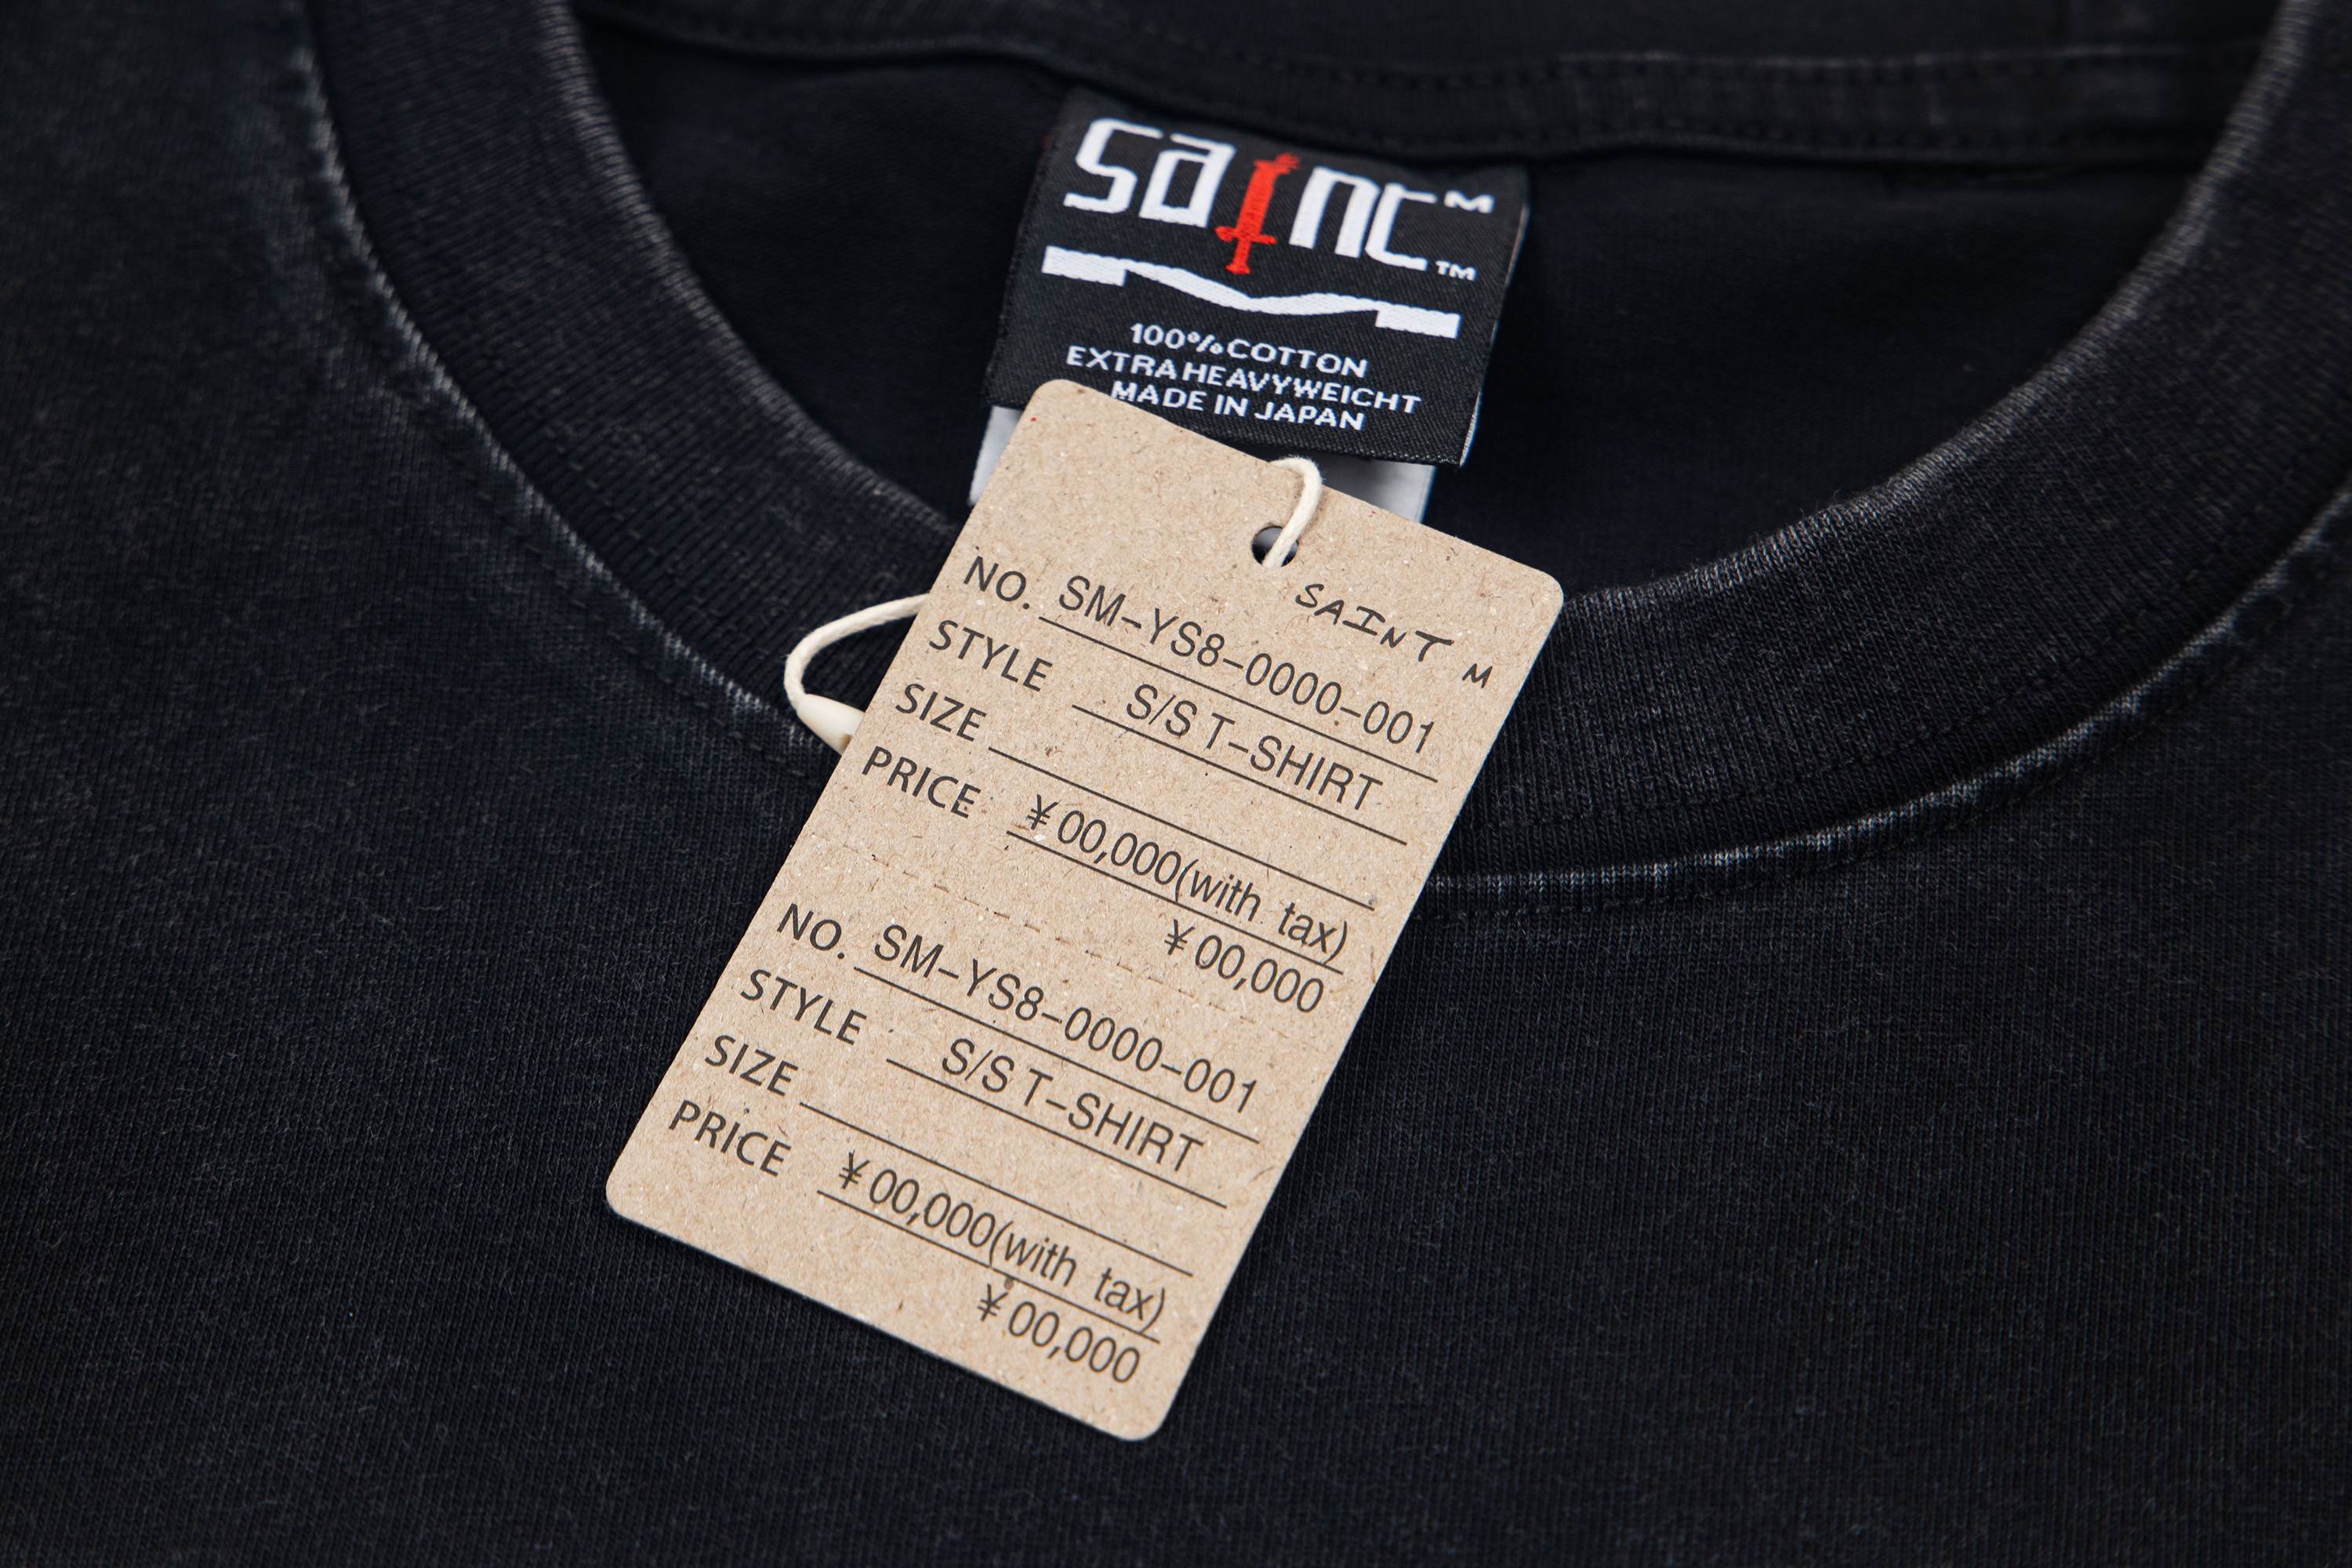 saint M
TM
100% COTTON
EXTRA HEAVYWEIGHT
MADE IN JAPAN
SAINT M
NO. SM-YS8-0000-001
STYLE S/S T-SHIRT
SIZE
PRICE ¥00,000(with tax)
¥00,000
NO. SM-YS8-0000-001
STYLE S/S T-SHIRT
SIZE
PRICE ¥00,000(with tax)
¥00,000